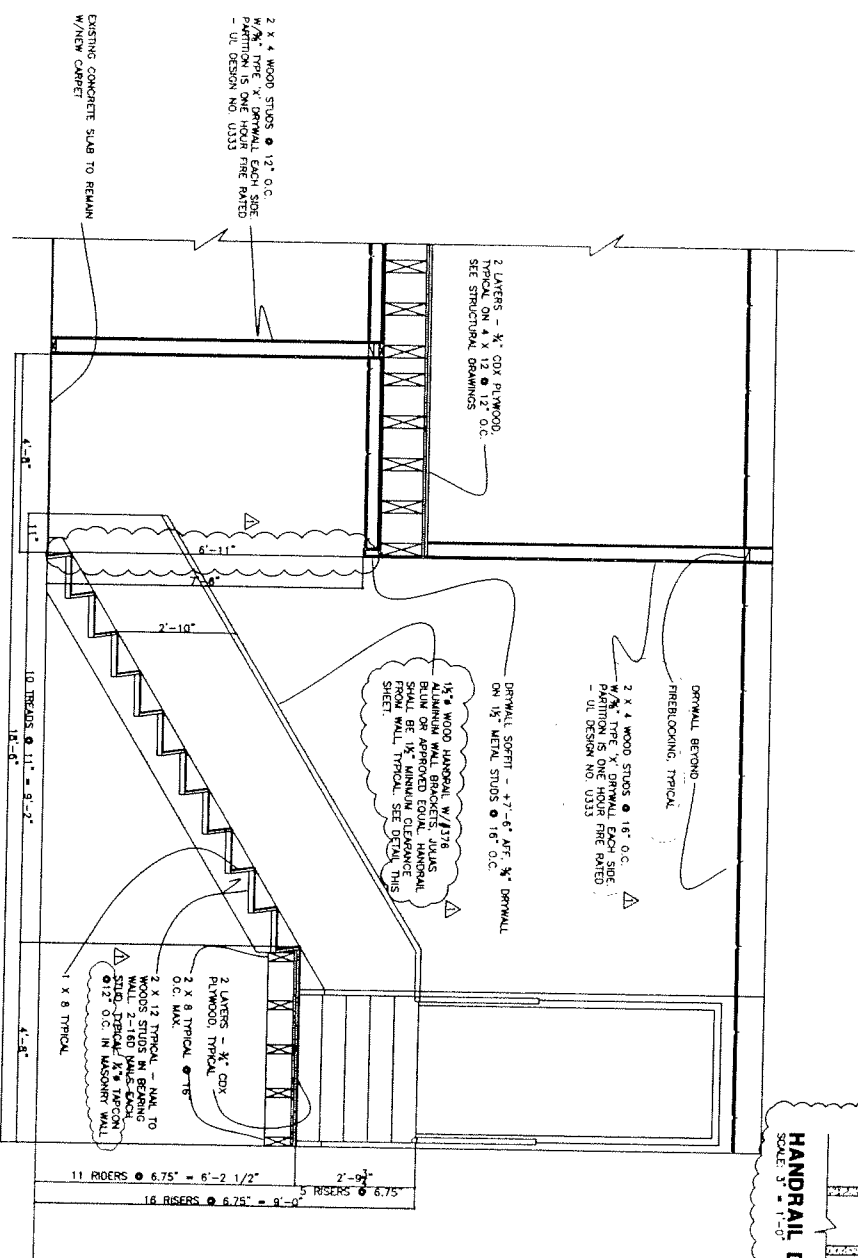 HANDRAIL
SCALE: 3" = 1'-0"
DRYWALL BEYOND
FIREBLOCKING, TYPICAL
2 X 4 WOOD STUDS @ 16" O.C.
W/⅝" TYPE 'X' DRYWALL EACH SIDE.
PARTITION IS ONE HOUR FIRE RATED
- UL DESIGN NO. U333
1
2 LAYERS - ¾" CDX PLYWOOD,
TYPICAL ON 4 X 12 @ 12" O.C.
SEE STRUCTURAL DRAWINGS
DRYWALL SOFFIT - +7'-6" AFF, ⅝" DRYWALL
ON 1½" METAL STUDS @ 16" O.C.
1½"ø WOOD HANDRAIL W/#376
ALUMINUM WALL BRACKETS, JULIAS
BLUM OR APPROVED EQUAL. HANDRAIL
SHALL BE 1½" MINIMUM CLEARANCE
FROM WALL, TYPICAL. SEE DETAIL THIS
SHEET.
1
2 X 4 WOOD STUDS @ 12" O.C.
W/⅝" TYPE 'X' DRYWALL EACH SIDE.
PARTITION IS ONE HOUR FIRE RATED
- UL DESIGN NO. U333
EXISTING CONCRETE SLAB TO REMAIN
W/NEW CARPET
1
6'-11"
7'-6"
2'-10"
2 LAYERS - ¾" CDX
PLYWOOD, TYPICAL
2 X 8 TYPICAL @ 16"
O.C. MAX.
2 X 12 TYPICAL - NAIL TO
WOODS STUDS IN BEARING
WALL. 2-16D NAILS EACH
STUD, TYPICAL. ¼"ø TAPCON
@12" O.C. IN MASONRY WALL
1
1 X 8 TYPICAL
4'-8"
11"
10 TREADS @ 11" = 9'-2"
4'-8"
18'-6"
2'-9¾"
5 RISERS @ 6.75"
11 RIDERS @ 6.75" = 6'-2 1/2"
16 RISERS @ 6.75" = 9'-0"